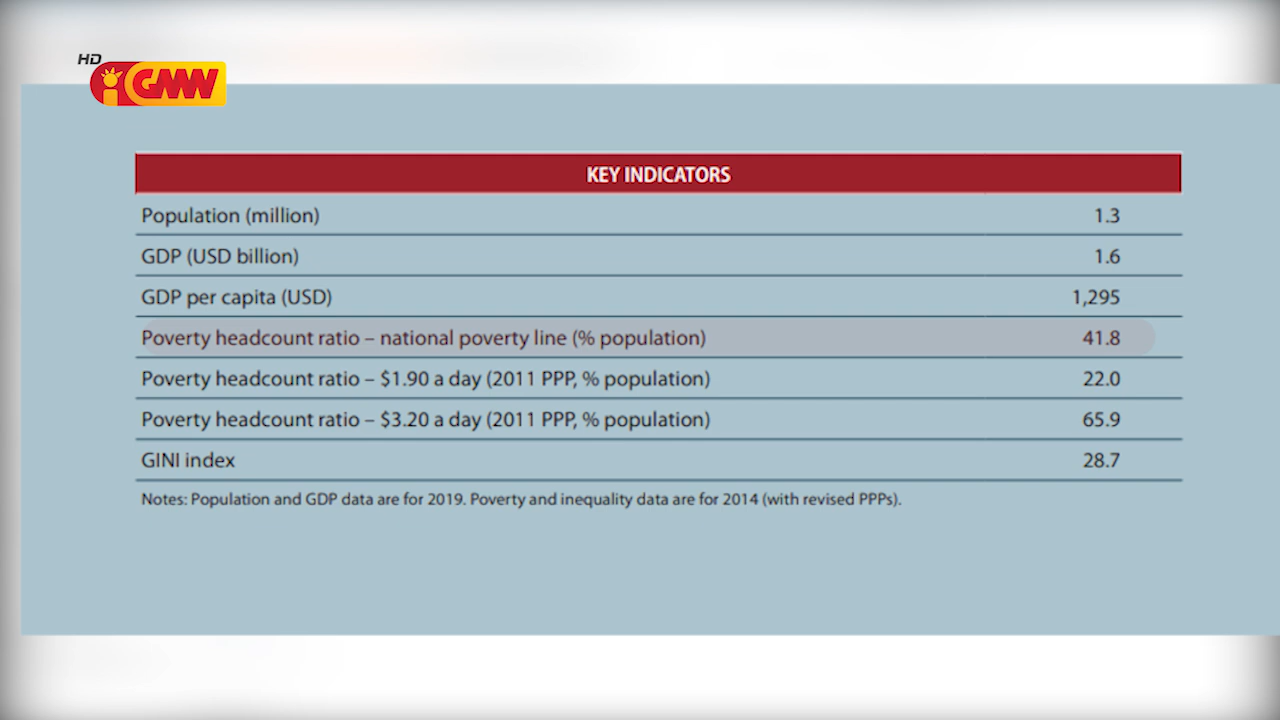 HD
iGMW
KEY INDICATORS
Population (million) 1.3
GDP (USD billion) 1.6
GDP per capita (USD) 1,295
Poverty headcount ratio – national poverty line (% population) 41.8
Poverty headcount ratio – $1.90 a day (2011 PPP, % population) 22.0
Poverty headcount ratio – $3.20 a day (2011 PPP, % population) 65.9
GINI index 28.7
Notes: Population and GDP data are for 2019. Poverty and inequality data are for 2014 (with revised PPPs).